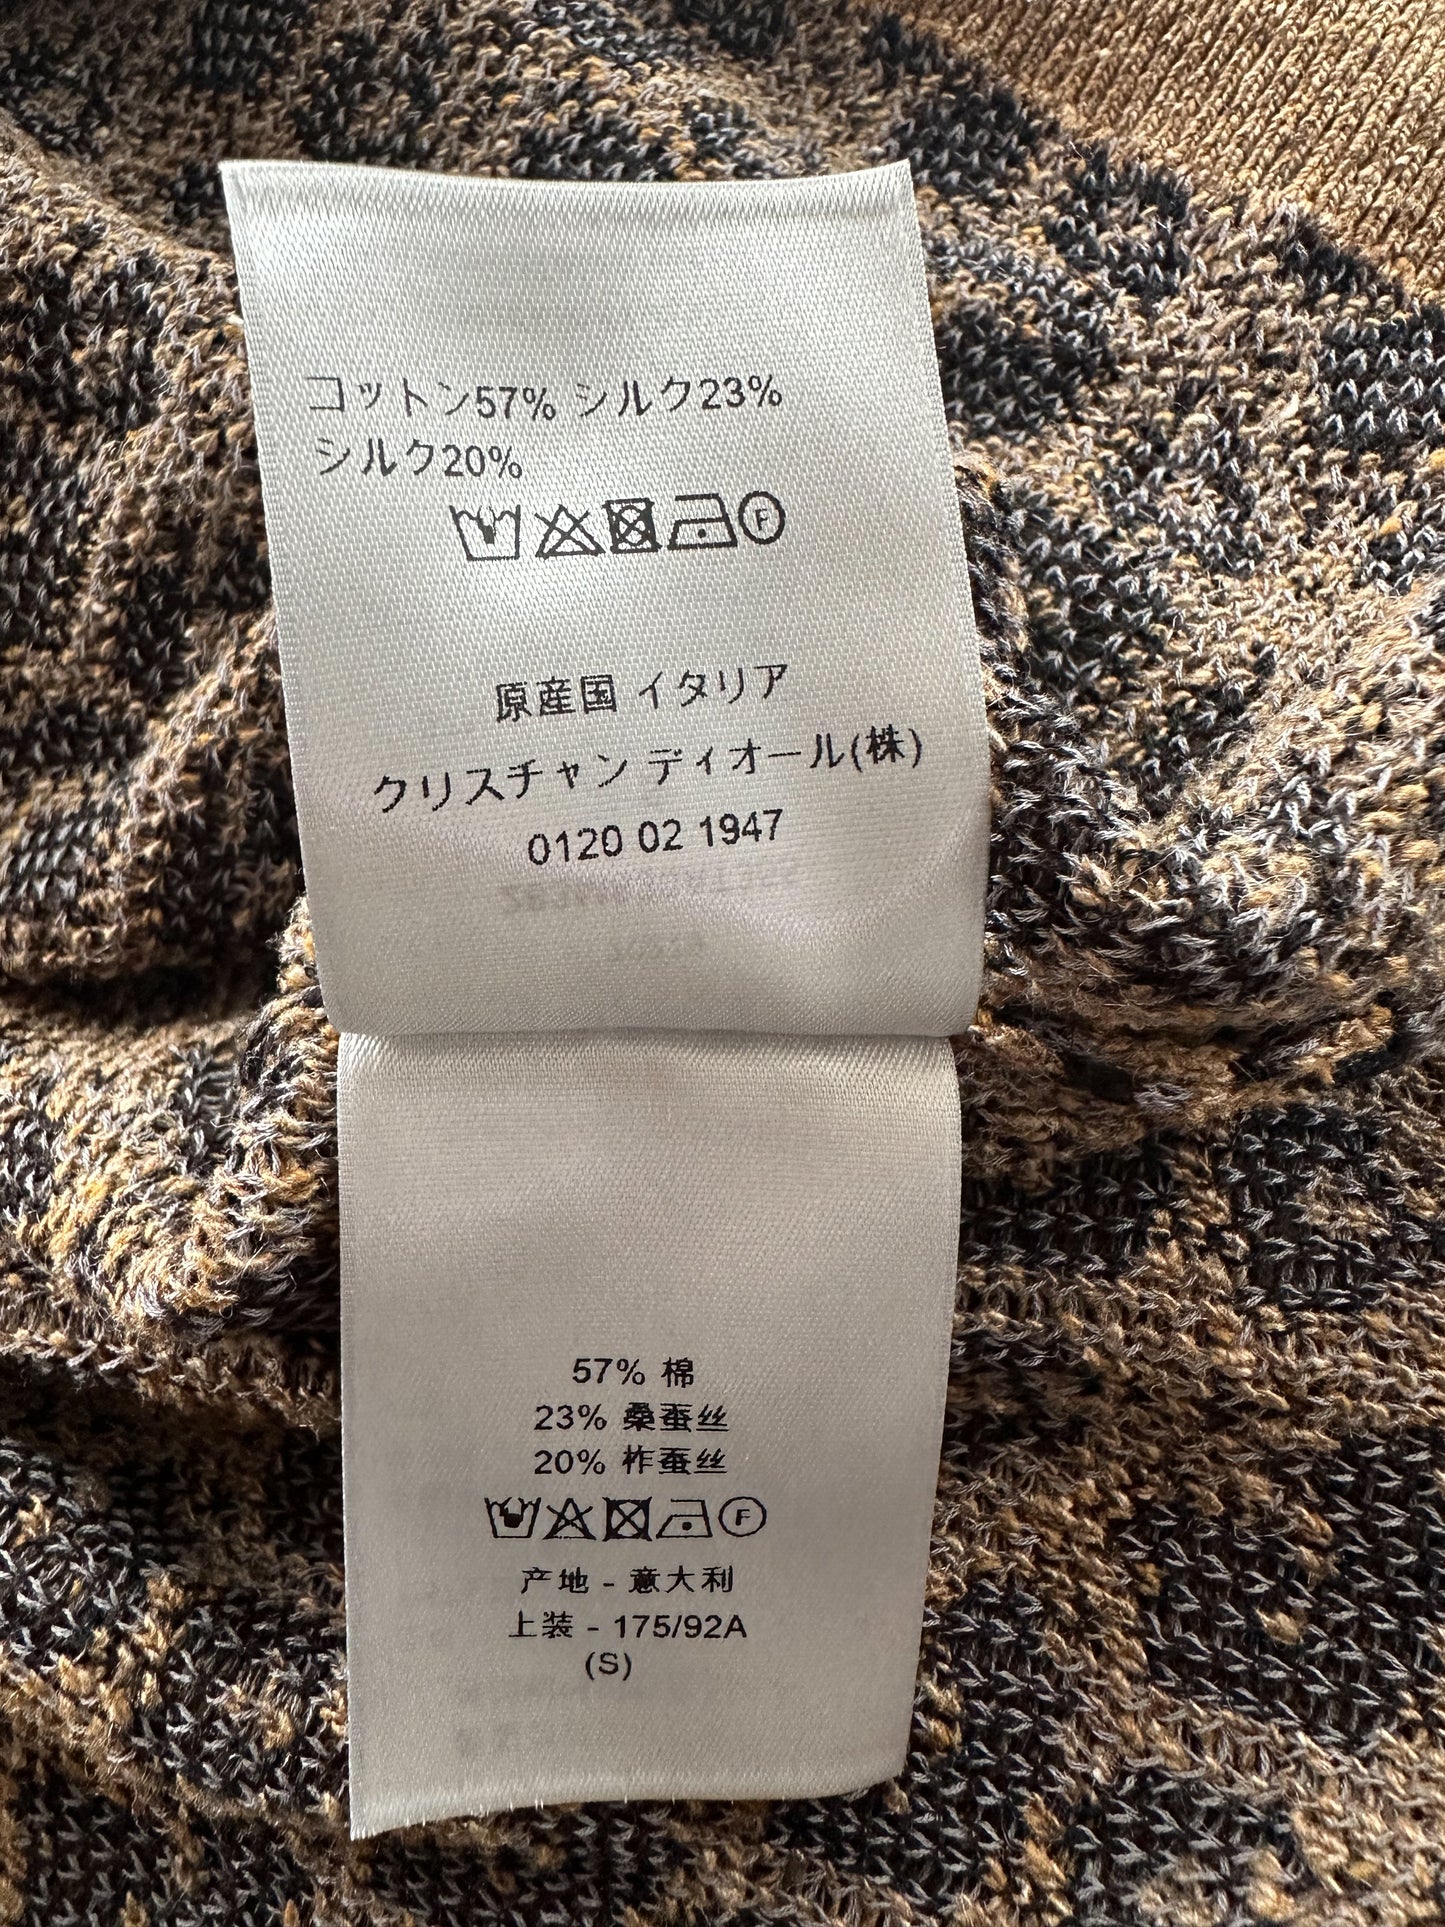 コットン57% シルク23%
シルク20%
F
原産国 イタリア
クリスチャン ディオール(株)
0120 02 1947
57% 棉
23% 桑蚕丝
20% 柞蚕丝
F
产地 - 意大利
上装 - 175/92A
(S)